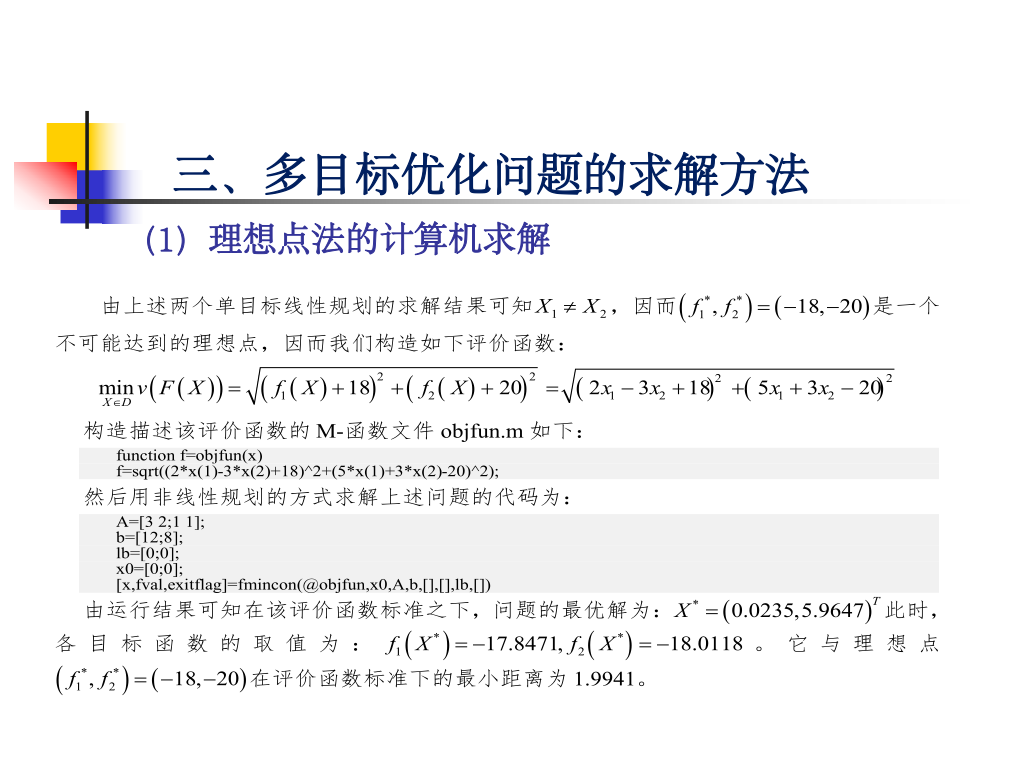 三、多目标优化问题的求解方法
(1) 理想点法的计算机求解
由上述两个单目标线性规划的求解结果可知 X₁ ≠ X₂，因而 (f₁*, f₂*) = (−18,−20) 是一个
不可能达到的理想点，因而我们构造如下评价函数：
min_{X∈D} v(F(X)) = √((f₁(X)+18)² + (f₂(X)+20)²) = √((2x₁ − 3x₂ + 18)² + (5x₁ + 3x₂ − 20)²)
构造描述该评价函数的 M-函数文件 objfun.m 如下：
function f=objfun(x)
f=sqrt((2*x(1)-3*x(2)+18)^2+(5*x(1)+3*x(2)-20)^2);
然后用非线性规划的方式求解上述问题的代码为：
A=[3 2;1 1];
b=[12;8];
lb=[0;0];
x0=[0;0];
[x,fval,exitflag]=fmincon(@objfun,x0,A,b,[],[],lb,[])
由运行结果可知在该评价函数标准之下，问题的最优解为：X* = (0.0235,5.9647)ᵀ 此时，
各目标函数的取值为：f₁(X*) = −17.8471, f₂(X*) = −18.0118 。它与理想点
(f₁*, f₂*) = (−18,−20) 在评价函数标准下的最小距离为 1.9941。